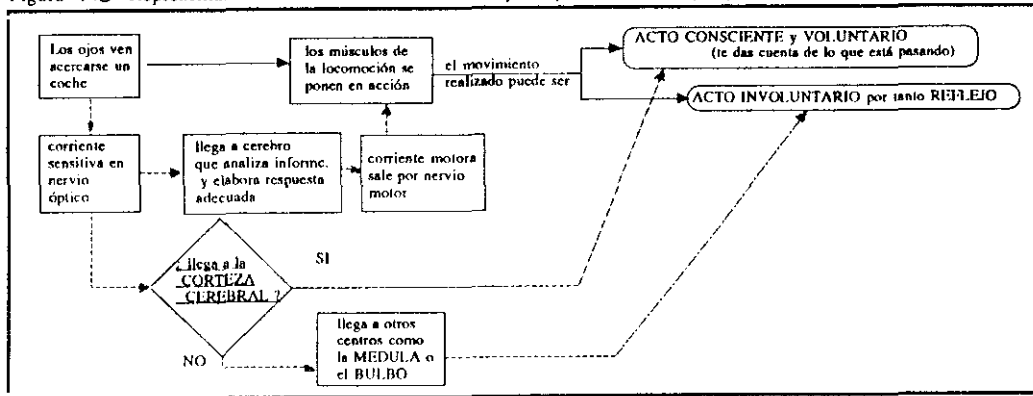 Los ojos ven
acercarse un
coche
los músculos de
la locomoción se
ponen en acción
el movimiento
realizado puede ser
ACTO CONSCIENTE y VOLUNTARIO
(te das cuenta de lo que está pasando)
ACTO INVOLUNTARIO por tanto REFLEJO
corriente
sensitiva en
nervio
óptico
llega a cerebro
que analiza informe.
y elabora respuesta
adecuada
corriente motora
sale por nervio
motor
¿ llega a la
CORTEZA
CEREBRAL ?
SI
NO
llega a otros
centros como
la MEDULA o
el BULBO